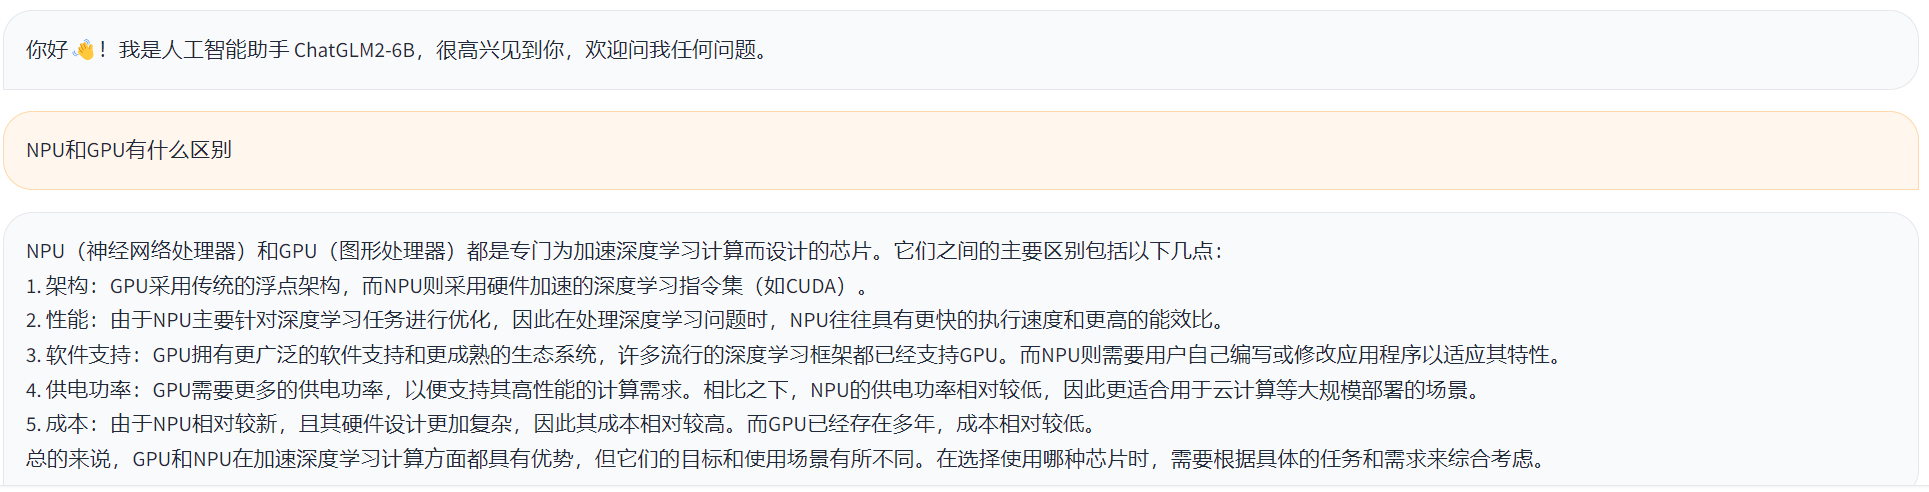 你好👋！我是人工智能助手 ChatGLM2-6B，很高兴见到你，欢迎问我任何问题。
NPU和GPU有什么区别
NPU（神经网络处理器）和GPU（图形处理器）都是专门为加速深度学习计算而设计的芯片。它们之间的主要区别包括以下几点：
1. 架构：GPU采用传统的浮点架构，而NPU则采用硬件加速的深度学习指令集（如CUDA）。
2. 性能：由于NPU主要针对深度学习任务进行优化，因此在处理深度学习问题时，NPU往往具有更快的执行速度和更高的能效比。
3. 软件支持：GPU拥有更广泛的软件支持和更成熟的生态系统，许多流行的深度学习框架都已经支持GPU。而NPU则需要用户自己编写或修改应用程序以适应其特性。
4. 供电功率：GPU需要更多的供电功率，以便支持其高性能的计算需求。相比之下，NPU的供电功率相对较低，因此更适合用于云计算等大规模部署的场景。
5. 成本：由于NPU相对较新，且其硬件设计更加复杂，因此其成本相对较高。而GPU已经存在多年，成本相对较低。
总的来说，GPU和NPU在加速深度学习计算方面都具有优势，但它们的目标和使用场景有所不同。在选择使用哪种芯片时，需要根据具体的任务和需求来综合考虑。